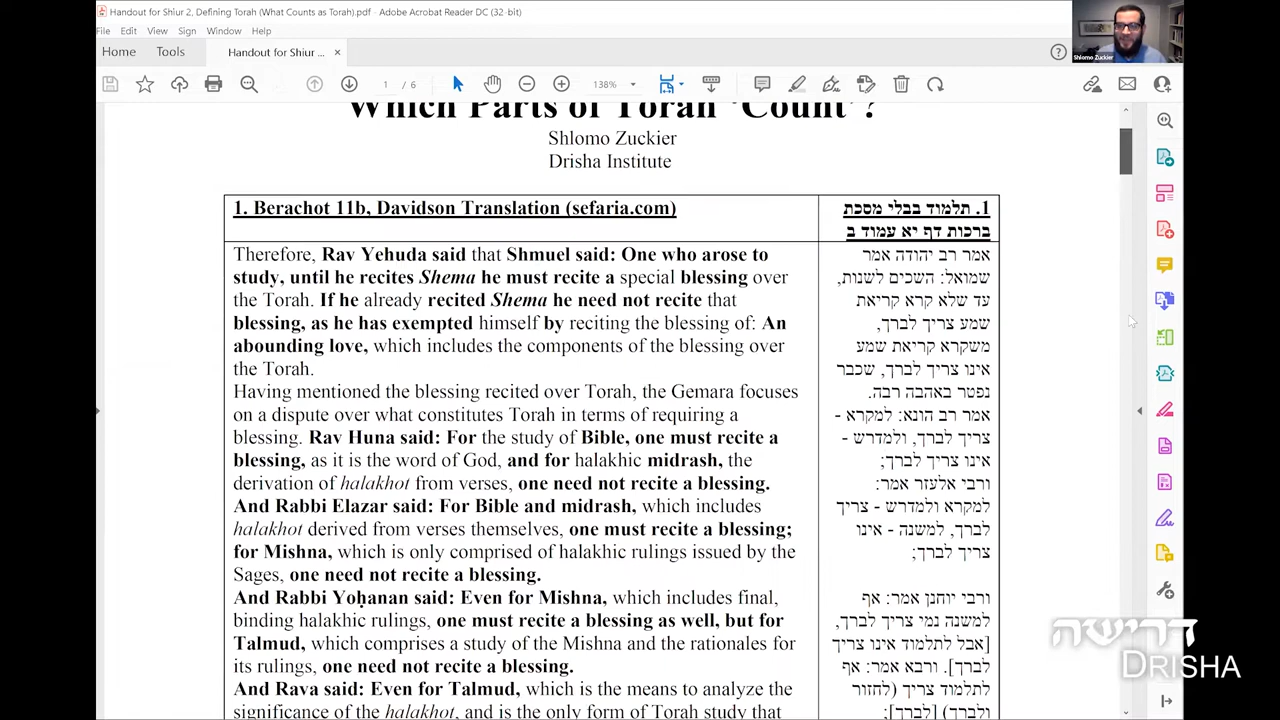 Handout for Shiur 2, Defining Torah (What Counts as Torah).pdf - Adobe Acrobat Reader DC (32-bit)
File Edit View Sign Window Help
Home Tools Handout for Shiur ... ×
1 / 6 138%
Shlomo Zuckier
Which Parts of Torah 'Count'?
Shlomo Zuckier
Drisha Institute
1. Berachot 11b, Davidson Translation (sefaria.com)
Therefore, Rav Yehuda said that Shmuel said: One who arose to
study, until he recites Shema he must recite a special blessing over
the Torah. If he already recited Shema he need not recite that
blessing, as he has exempted himself by reciting the blessing of: An
abounding love, which includes the components of the blessing over
the Torah.
Having mentioned the blessing recited over Torah, the Gemara focuses
on a dispute over what constitutes Torah in terms of requiring a
blessing. Rav Huna said: For the study of Bible, one must recite a
blessing, as it is the word of God, and for halakhic midrash, the
derivation of halakhot from verses, one need not recite a blessing.
And Rabbi Elazar said: For Bible and midrash, which includes
halakhot derived from verses themselves, one must recite a blessing;
for Mishna, which is only comprised of halakhic rulings issued by the
Sages, one need not recite a blessing.
And Rabbi Yoḥanan said: Even for Mishna, which includes final,
binding halakhic rulings, one must recite a blessing as well, but for
Talmud, which comprises a study of the Mishna and the rationales for
its rulings, one need not recite a blessing.
And Rava said: Even for Talmud, which is the means to analyze the
significance of the halakhot, and is the only form of Torah study that
1. תלמוד בבלי מסכת
ברכות דף יא עמוד ב
אמר רב יהודה אמר
שמואל: השכים לשנות,
עד שלא קרא קריאת
שמע צריך לברך,
משקרא קריאת שמע
אינו צריך לברך, שכבר
נפטר באהבה רבה.
אמר רב הונא: למקרא -
צריך לברך, ולמדרש -
אינו צריך לברך;
ורבי אלעזר אמר:
למקרא ולמדרש - צריך
לברך, למשנה - אינו
צריך לברך;
ורבי יוחנן אמר: אף
למשנה נמי צריך לברך,
[אבל לתלמוד אינו צריך
לברך]. ורבא אמר: אף
לתלמוד צריך (לחזור
ולברך) [לברך];
דרישה
DRISHA